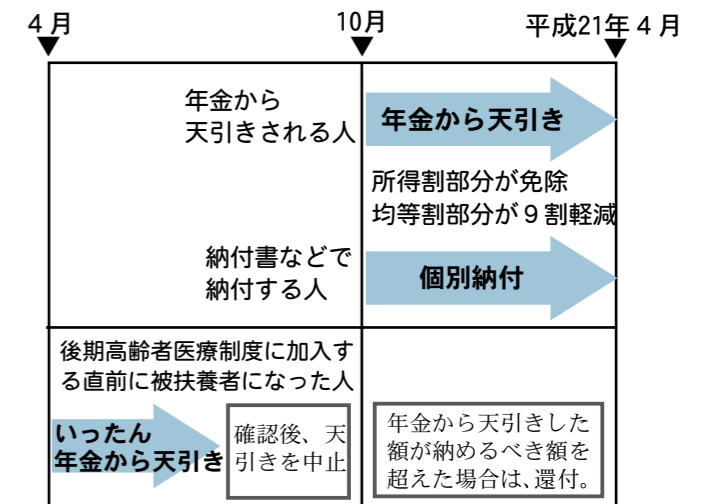 ４月
10月
平成21年４月
年金から
天引きされる人
年金から天引き
所得割部分が免除
均等割部分が９割軽減
納付書などで
納付する人
個別納付
後期高齢者医療制度に加入す
る直前に被扶養者になった人
いったん
年金から天引き
確認後、天
引きを中止
年金から天引きした
額が納めるべき額を
超えた場合は、還付。